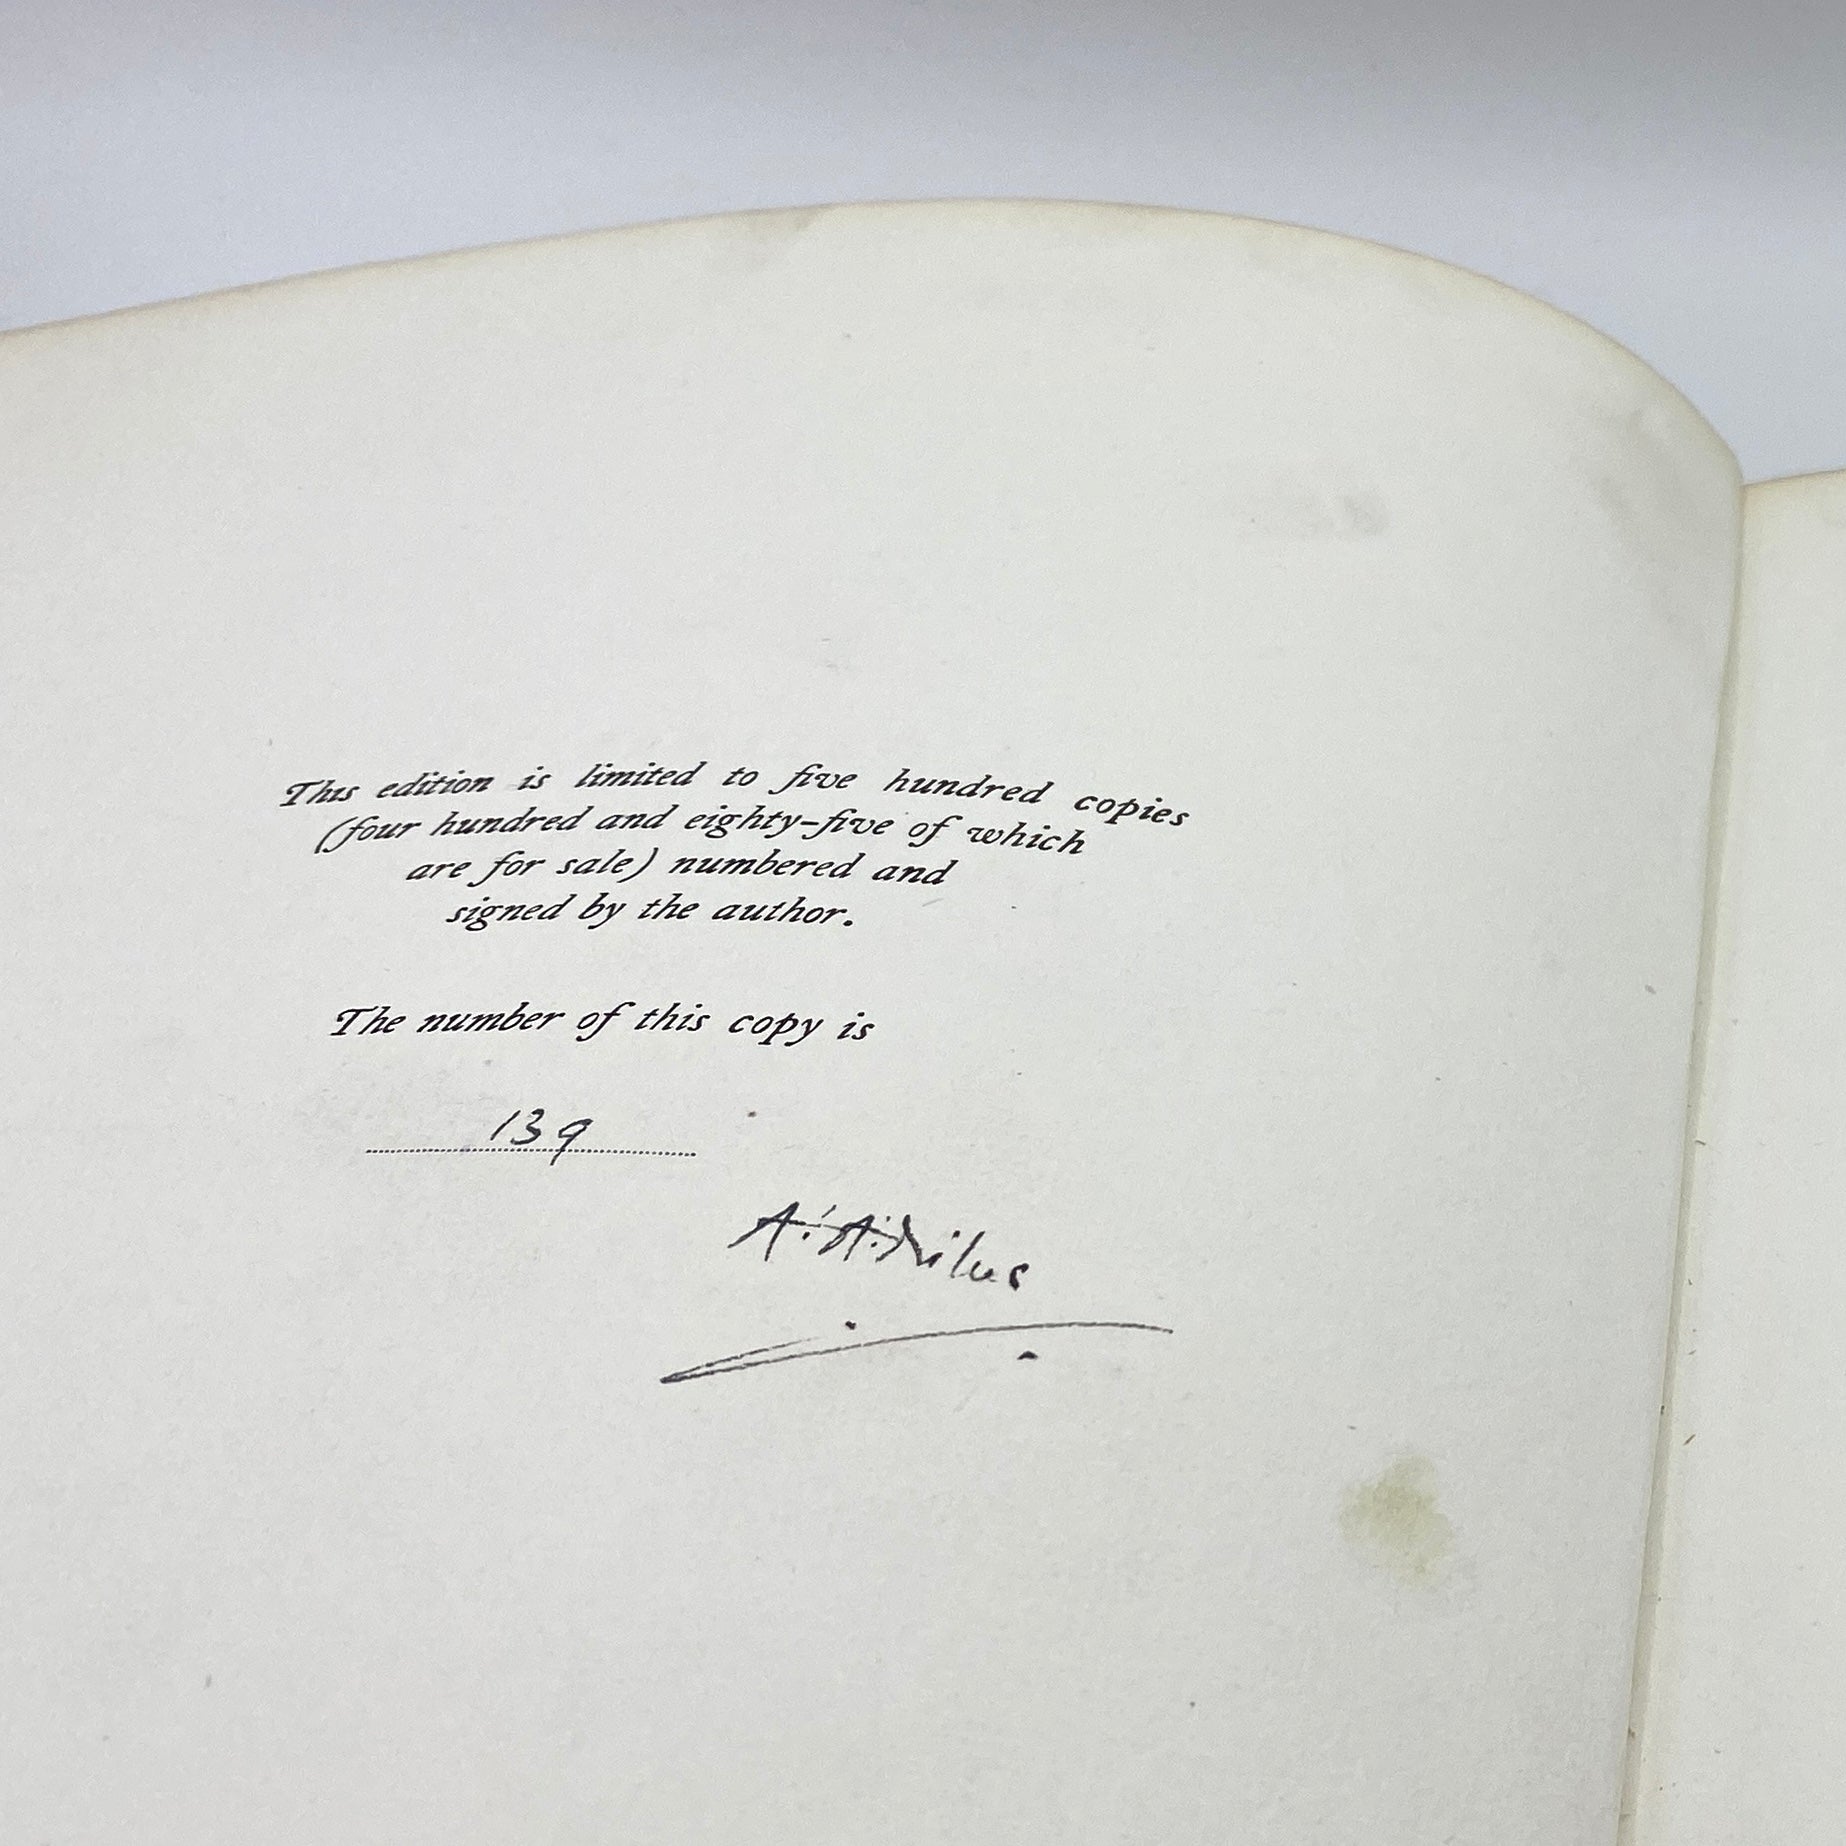 This edition is limited to five hundred copies
(four hundred and eighty-five of which
are for sale) numbered and
signed by the author.
The number of this copy is
139
A. A. Milne